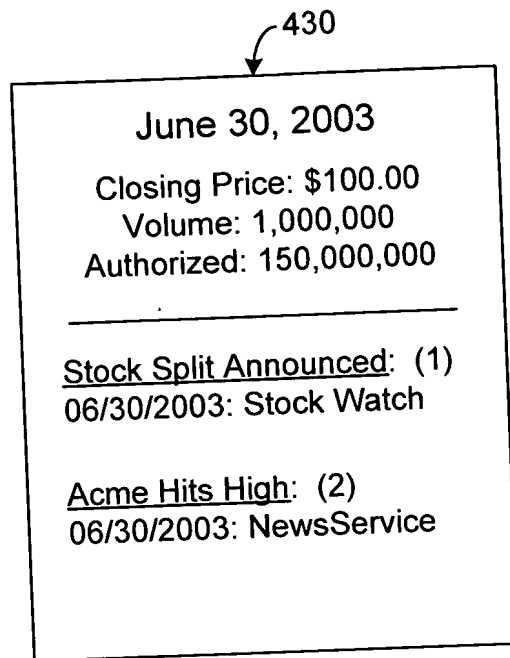 430
June 30, 2003
Closing Price: $100.00
Volume: 1,000,000
Authorized: 150,000,000
Stock Split Announced: (1)
06/30/2003: Stock Watch
Acme Hits High: (2)
06/30/2003: NewsService